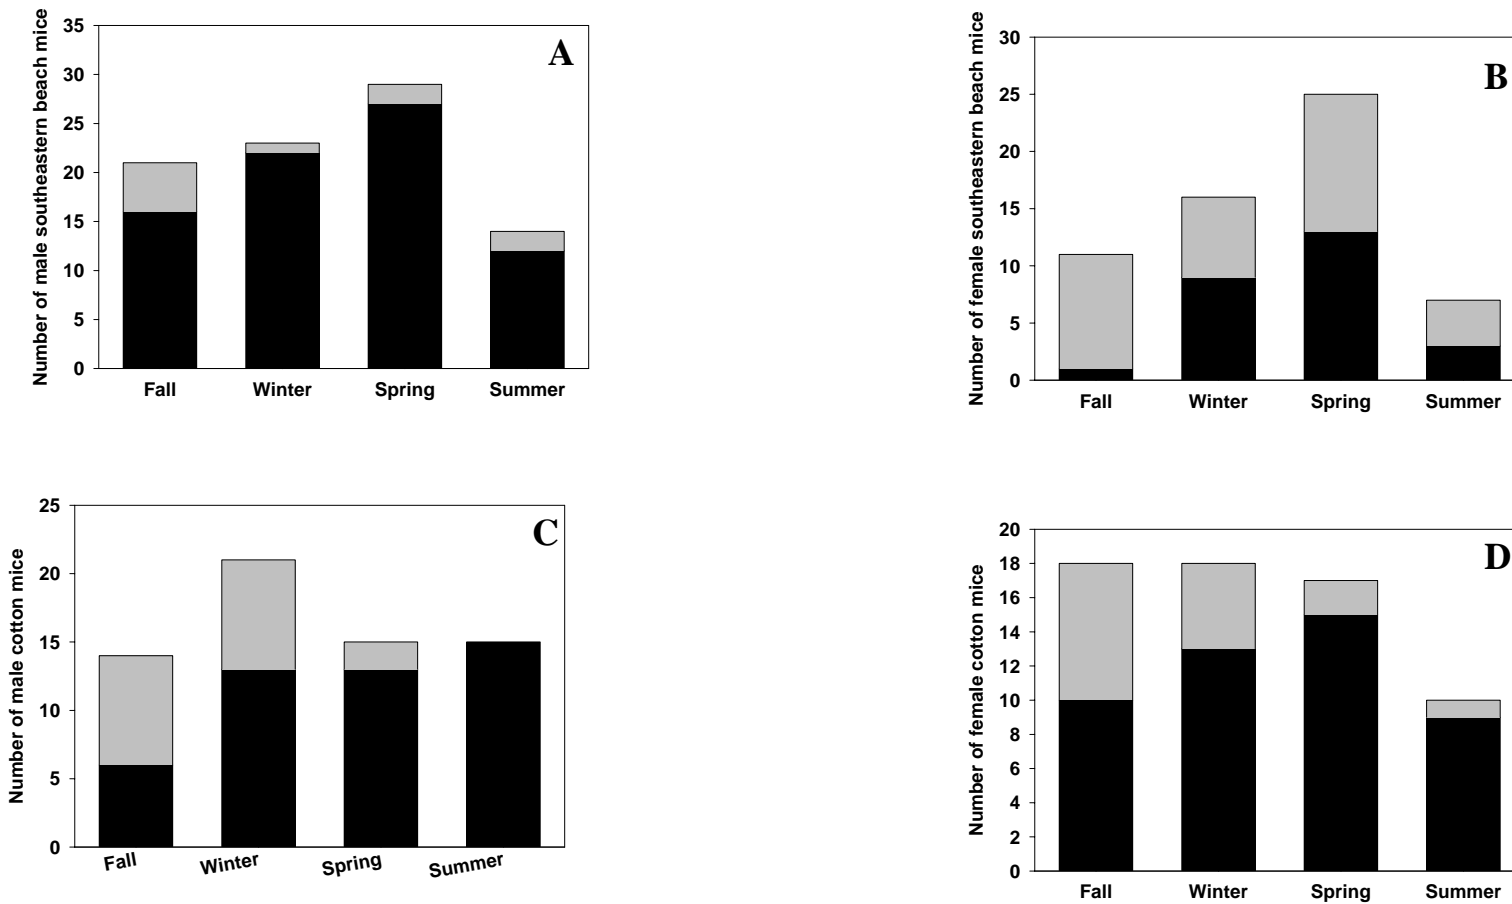 Number of male southeastern beach mice
35
30
25
20
15
10
5
0
A
Fall Winter Spring Summer
Number of female southeastern beach mice
30
25
20
15
10
5
0
B
Fall Winter Spring Summer
Number of male cotton mice
25
20
15
10
5
0
C
Fall Winter Spring Summer
Number of female cotton mice
20
18
16
14
12
10
8
6
4
2
0
D
Fall Winter Spring Summer